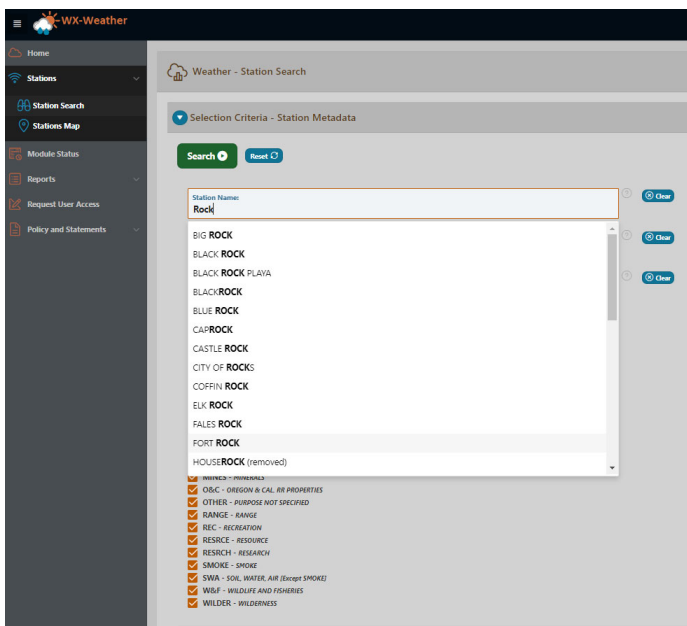 WX-Weather
Home
Stations
Station Search
Stations Map
Module Status
Reports
Request User Access
Policy and Statements
Weather - Station Search
Selection Criteria - Station Metadata
Search
Reset
Station Name:
Rock
? Clear
? Clear
? Clear
BIG ROCK
BLACK ROCK
BLACK ROCK PLAYA
BLACKROCK
BLUE ROCK
CAPROCK
CASTLE ROCK
CITY OF ROCKS
COFFIN ROCK
ELK ROCK
FALES ROCK
FORT ROCK
HOUSEROCK (removed)
MINES - MINERALS
O&C - OREGON & CAL. RR PROPERTIES
OTHER - PURPOSE NOT SPECIFIED
RANGE - RANGE
REC - RECREATION
RESRCE - RESOURCE
RESRCH - RESEARCH
SMOKE - SMOKE
SWA - SOIL, WATER, AIR [Except SMOKE]
W&F - WILDLIFE AND FISHERIES
WILDER - WILDERNESS